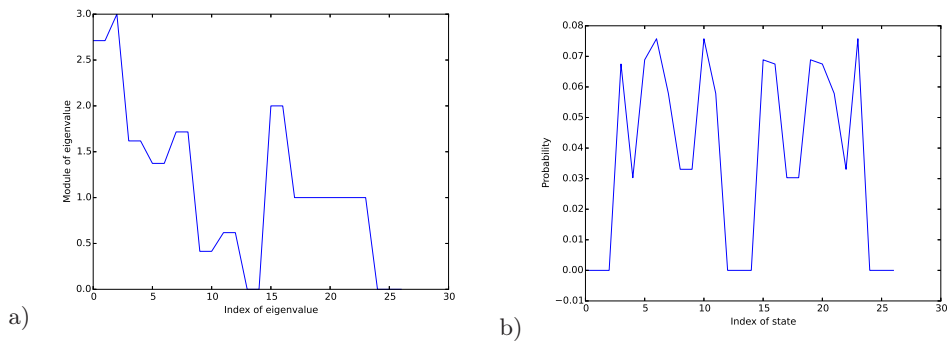 3.0
2.5
2.0
1.5
1.0
0.5
0.0
Module of eigenvalue
0 5 10 15 20 25 30
Index of eigenvalue
a)
0.08
0.07
0.06
0.05
0.04
0.03
0.02
0.01
0.00
−0.01
Probability
0 5 10 15 20 25 30
Index of state
b)